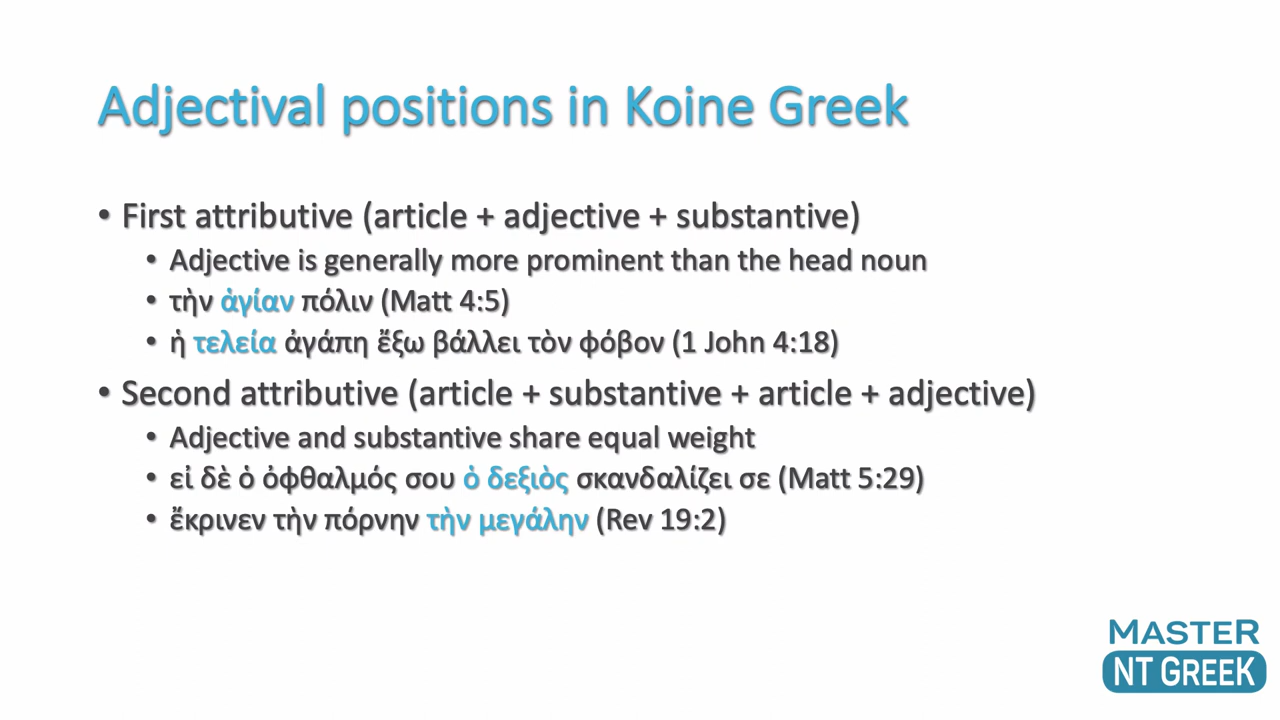 Adjectival positions in Koine Greek
• First attributive (article + adjective + substantive)
• Adjective is generally more prominent than the head noun
• τὴν ἁγίαν πόλιν (Matt 4:5)
• ἡ τελεία ἀγάπη ἔξω βάλλει τὸν φόβον (1 John 4:18)
• Second attributive (article + substantive + article + adjective)
• Adjective and substantive share equal weight
• εἰ δὲ ὁ ὀφθαλμός σου ὁ δεξιὸς σκανδαλίζει σε (Matt 5:29)
• ἔκρινεν τὴν πόρνην τὴν μεγάλην (Rev 19:2)
MASTER
NT GREEK